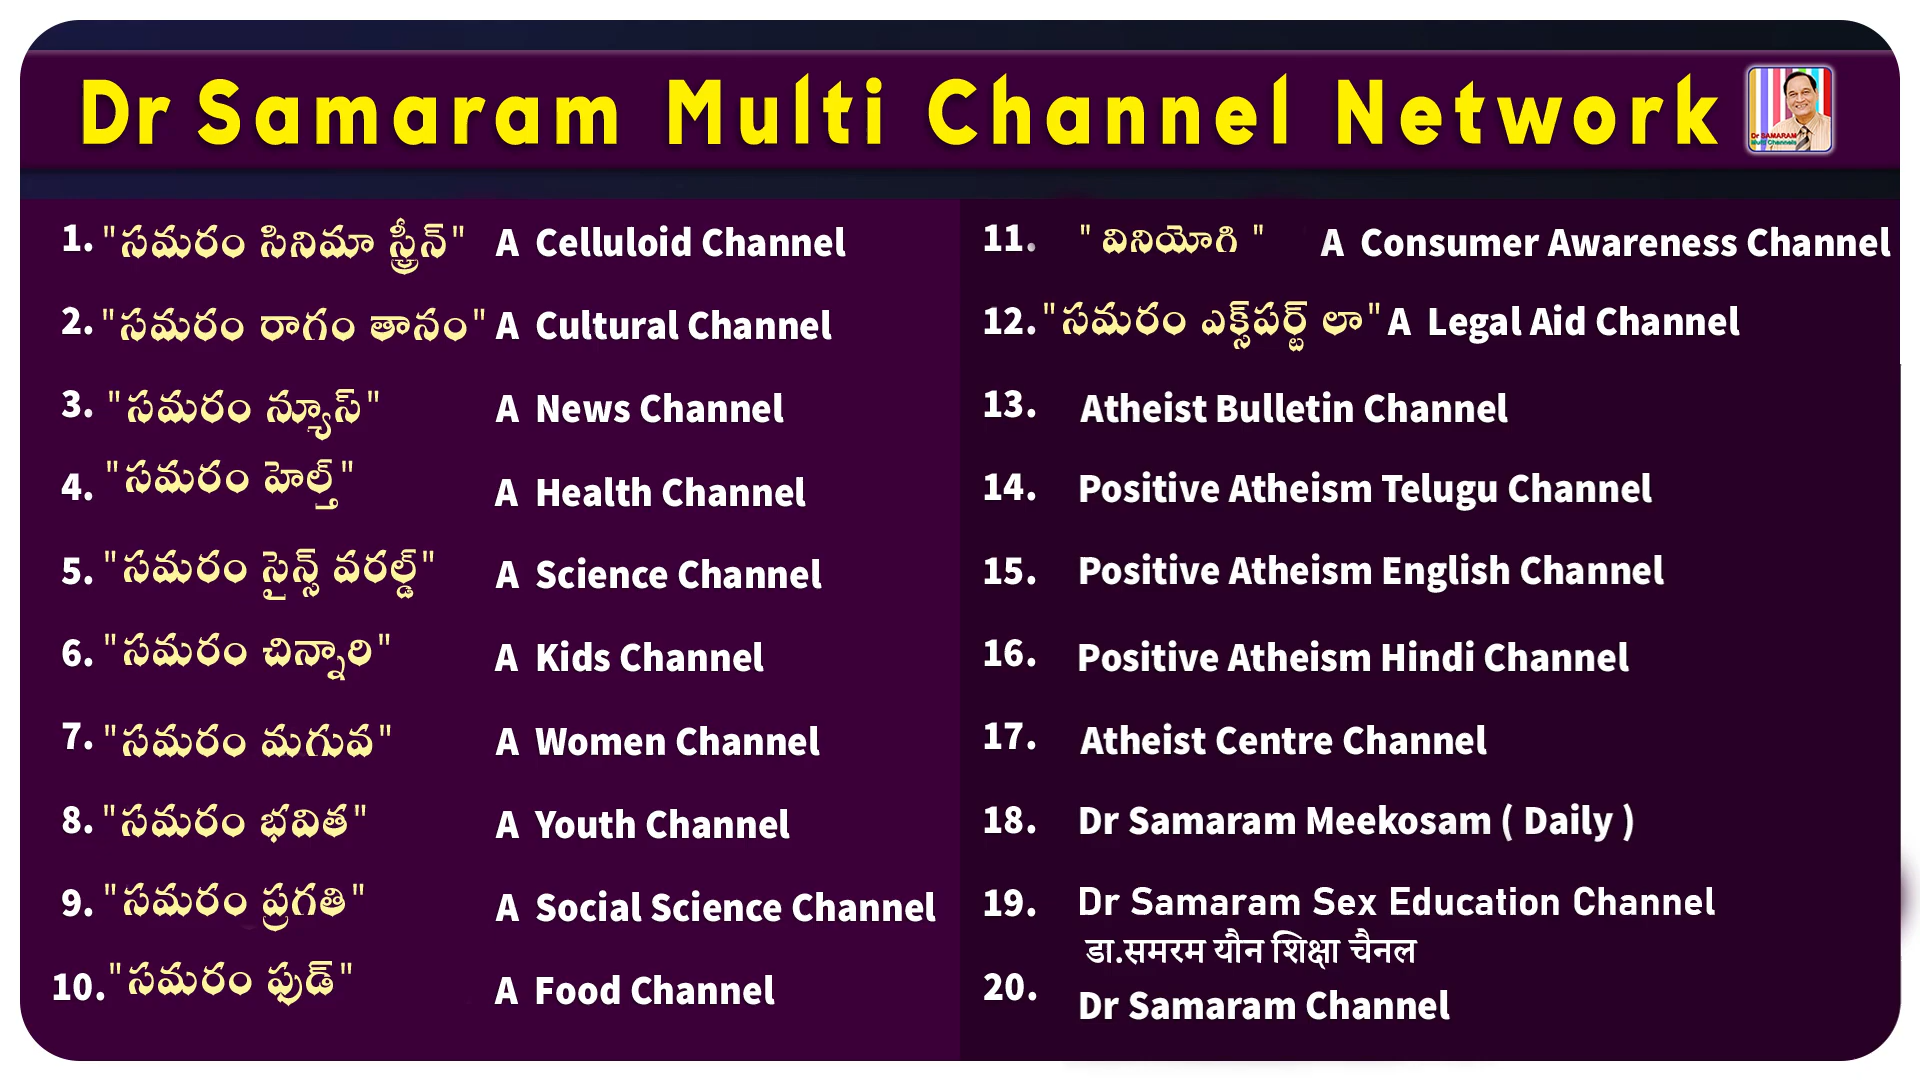 Dr Samaram Multi Channel Network
Dr SAMARAM
Multi Channels
1. "సమరం సినిమా స్క్రీన్" A Celluloid Channel
2. "సమరం రాగం తానం" A Cultural Channel
3. "సమరం న్యూస్" A News Channel
4. "సమరం హెల్త్" A Health Channel
5. "సమరం సైన్స్ వరల్డ్" A Science Channel
6. "సమరం చిన్నారి" A Kids Channel
7. "సమరం మగువ" A Women Channel
8. "సమరం భవిత" A Youth Channel
9. "సమరం ప్రగతి" A Social Science Channel
10. "సమరం ఫుడ్" A Food Channel
11. " వినియోగి " A Consumer Awareness Channel
12. "సమరం ఎక్స్‌పర్ట్ లా" A Legal Aid Channel
13. Atheist Bulletin Channel
14. Positive Atheism Telugu Channel
15. Positive Atheism English Channel
16. Positive Atheism Hindi Channel
17. Atheist Centre Channel
18. Dr Samaram Meekosam ( Daily )
19. Dr Samaram Sex Education Channel
डा.समरम यौन शिक्षा चैनल
20. Dr Samaram Channel